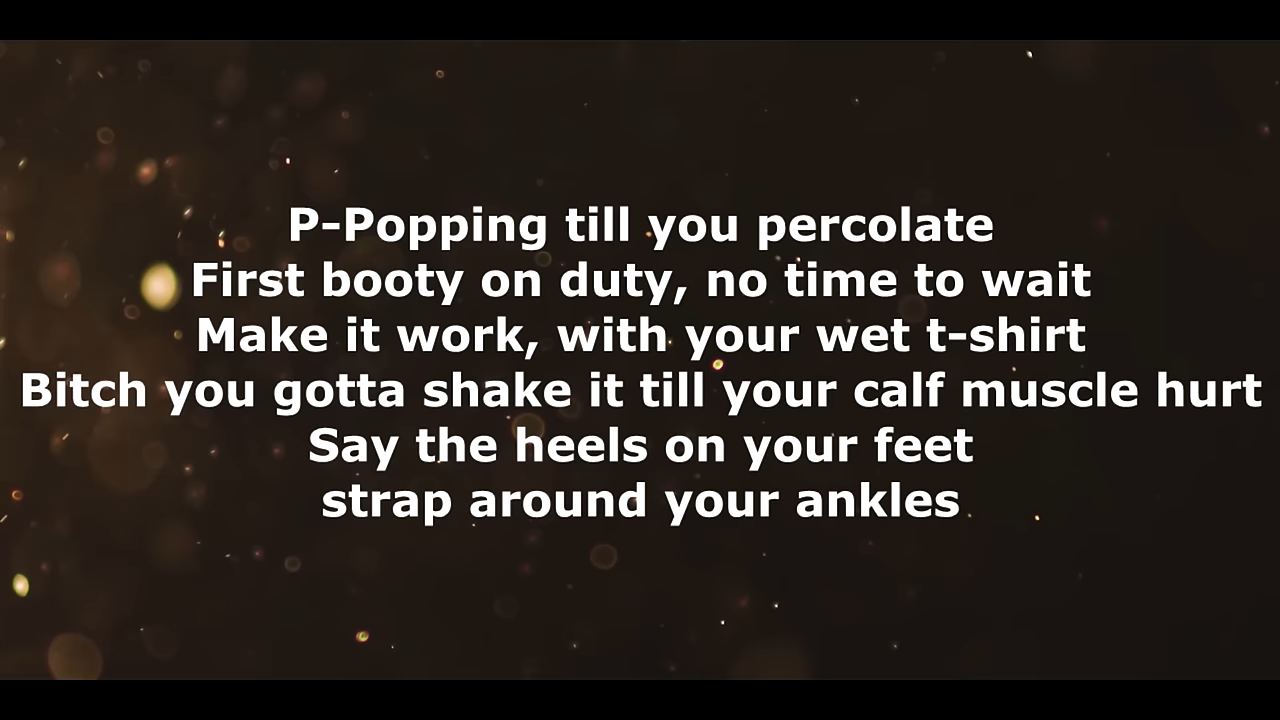 P-Popping till you percolate
First booty on duty, no time to wait
Make it work, with your wet t-shirt
Bitch you gotta shake it till your calf muscle hurt
Say the heels on your feet
strap around your ankles